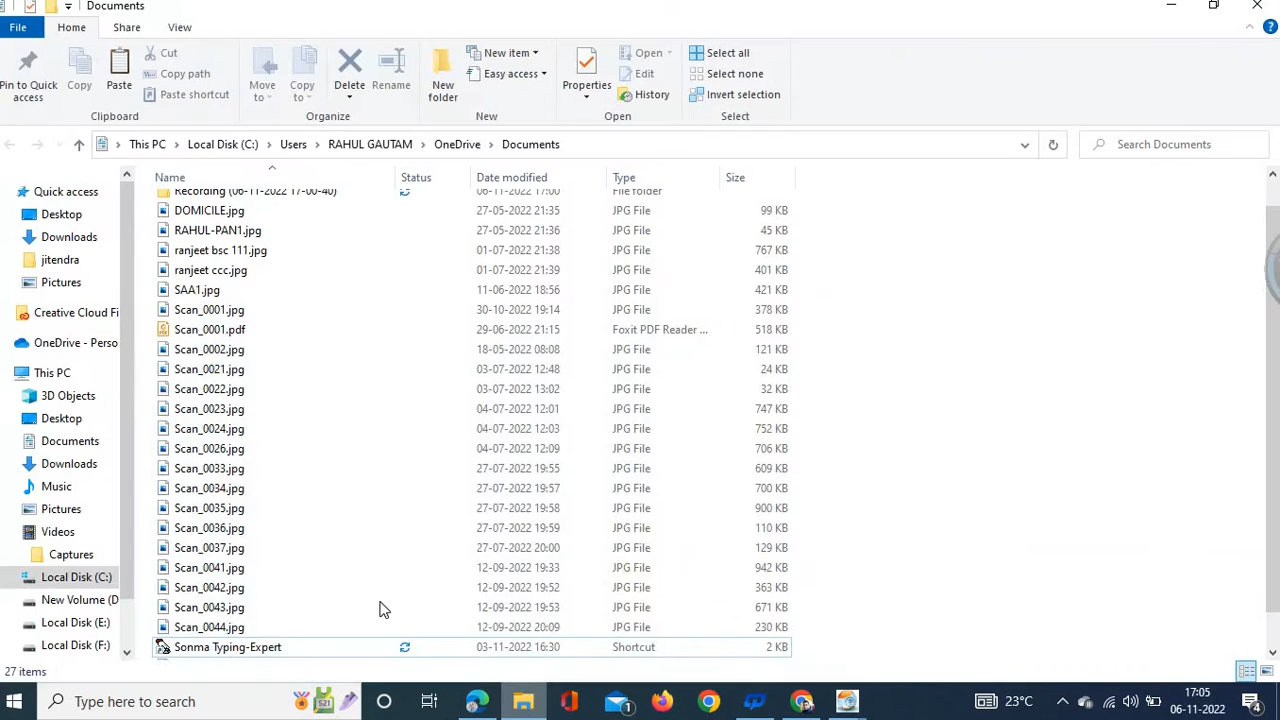 Documents
File Home Share View
Pin to Quick access
Copy
Paste
Cut
Copy path
Paste shortcut
Clipboard
Move to
Copy to
Delete
Rename
Organize
New folder
New item
Easy access
New
Properties
Open
Edit
History
Open
Select all
Select none
Invert selection
Select
This PC > Local Disk (C:) > Users > RAHUL GAUTAM > OneDrive > Documents
Search Documents
Quick access
Desktop
Downloads
jitendra
Pictures
Creative Cloud Fi
OneDrive - Perso
This PC
3D Objects
Desktop
Documents
Downloads
Music
Pictures
Videos
Captures
Local Disk (C:)
New Volume (D
Local Disk (E:)
Local Disk (F:)
Name Status Date modified Type Size
Recording (06-11-2022 17-00-40) 06-11-2022 17:00 File folder
DOMICILE.jpg 27-05-2022 21:35 JPG File 99 KB
RAHUL-PAN1.jpg 27-05-2022 21:36 JPG File 45 KB
ranjeet bsc 111.jpg 01-07-2022 21:38 JPG File 767 KB
ranjeet ccc.jpg 01-07-2022 21:39 JPG File 401 KB
SAA1.jpg 11-06-2022 18:56 JPG File 421 KB
Scan_0001.jpg 30-10-2022 19:14 JPG File 378 KB
Scan_0001.pdf 29-06-2022 21:15 Foxit PDF Reader ... 518 KB
Scan_0002.jpg 18-05-2022 08:08 JPG File 121 KB
Scan_0021.jpg 03-07-2022 12:48 JPG File 24 KB
Scan_0022.jpg 03-07-2022 13:02 JPG File 32 KB
Scan_0023.jpg 04-07-2022 12:01 JPG File 747 KB
Scan_0024.jpg 04-07-2022 12:03 JPG File 752 KB
Scan_0026.jpg 04-07-2022 12:09 JPG File 706 KB
Scan_0033.jpg 27-07-2022 19:55 JPG File 609 KB
Scan_0034.jpg 27-07-2022 19:57 JPG File 700 KB
Scan_0035.jpg 27-07-2022 19:58 JPG File 900 KB
Scan_0036.jpg 27-07-2022 19:59 JPG File 110 KB
Scan_0037.jpg 27-07-2022 20:00 JPG File 129 KB
Scan_0041.jpg 12-09-2022 19:33 JPG File 942 KB
Scan_0042.jpg 12-09-2022 19:52 JPG File 363 KB
Scan_0043.jpg 12-09-2022 19:53 JPG File 671 KB
Scan_0044.jpg 12-09-2022 20:09 JPG File 230 KB
Sonma Typing-Expert 03-11-2022 16:30 Shortcut 2 KB
27 items
Type here to search
1
23°C
17:05
06-11-2022
4